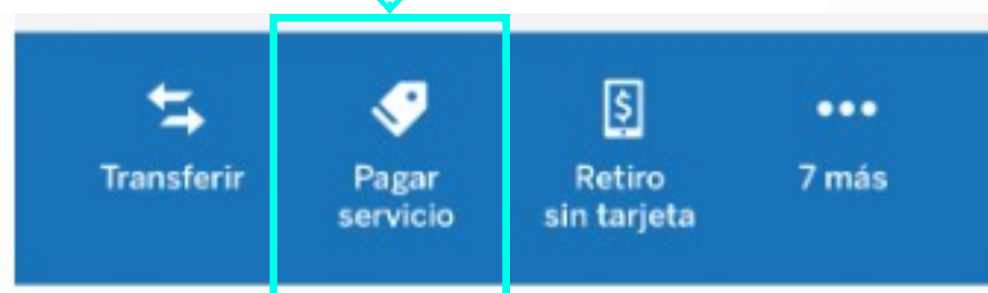 Transferir
Pagar
servicio
Retiro
sin tarjeta
7 más